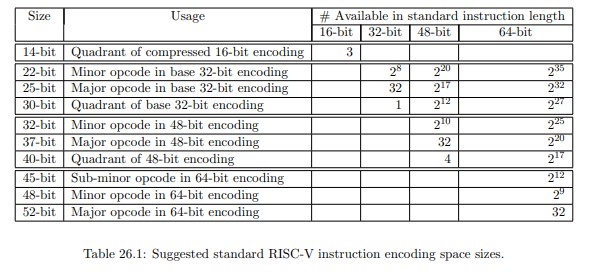 Size Usage # Available in standard instruction length
16-bit 32-bit 48-bit 64-bit
14-bit Quadrant of compressed 16-bit encoding 3
22-bit Minor opcode in base 32-bit encoding 2^8 2^20 2^35
25-bit Major opcode in base 32-bit encoding 32 2^17 2^32
30-bit Quadrant of base 32-bit encoding 1 2^12 2^27
32-bit Minor opcode in 48-bit encoding 2^10 2^25
37-bit Major opcode in 48-bit encoding 32 2^20
40-bit Quadrant of 48-bit encoding 4 2^17
45-bit Sub-minor opcode in 64-bit encoding 2^12
48-bit Minor opcode in 64-bit encoding 2^9
52-bit Major opcode in 64-bit encoding 32
Table 26.1: Suggested standard RISC-V instruction encoding space sizes.